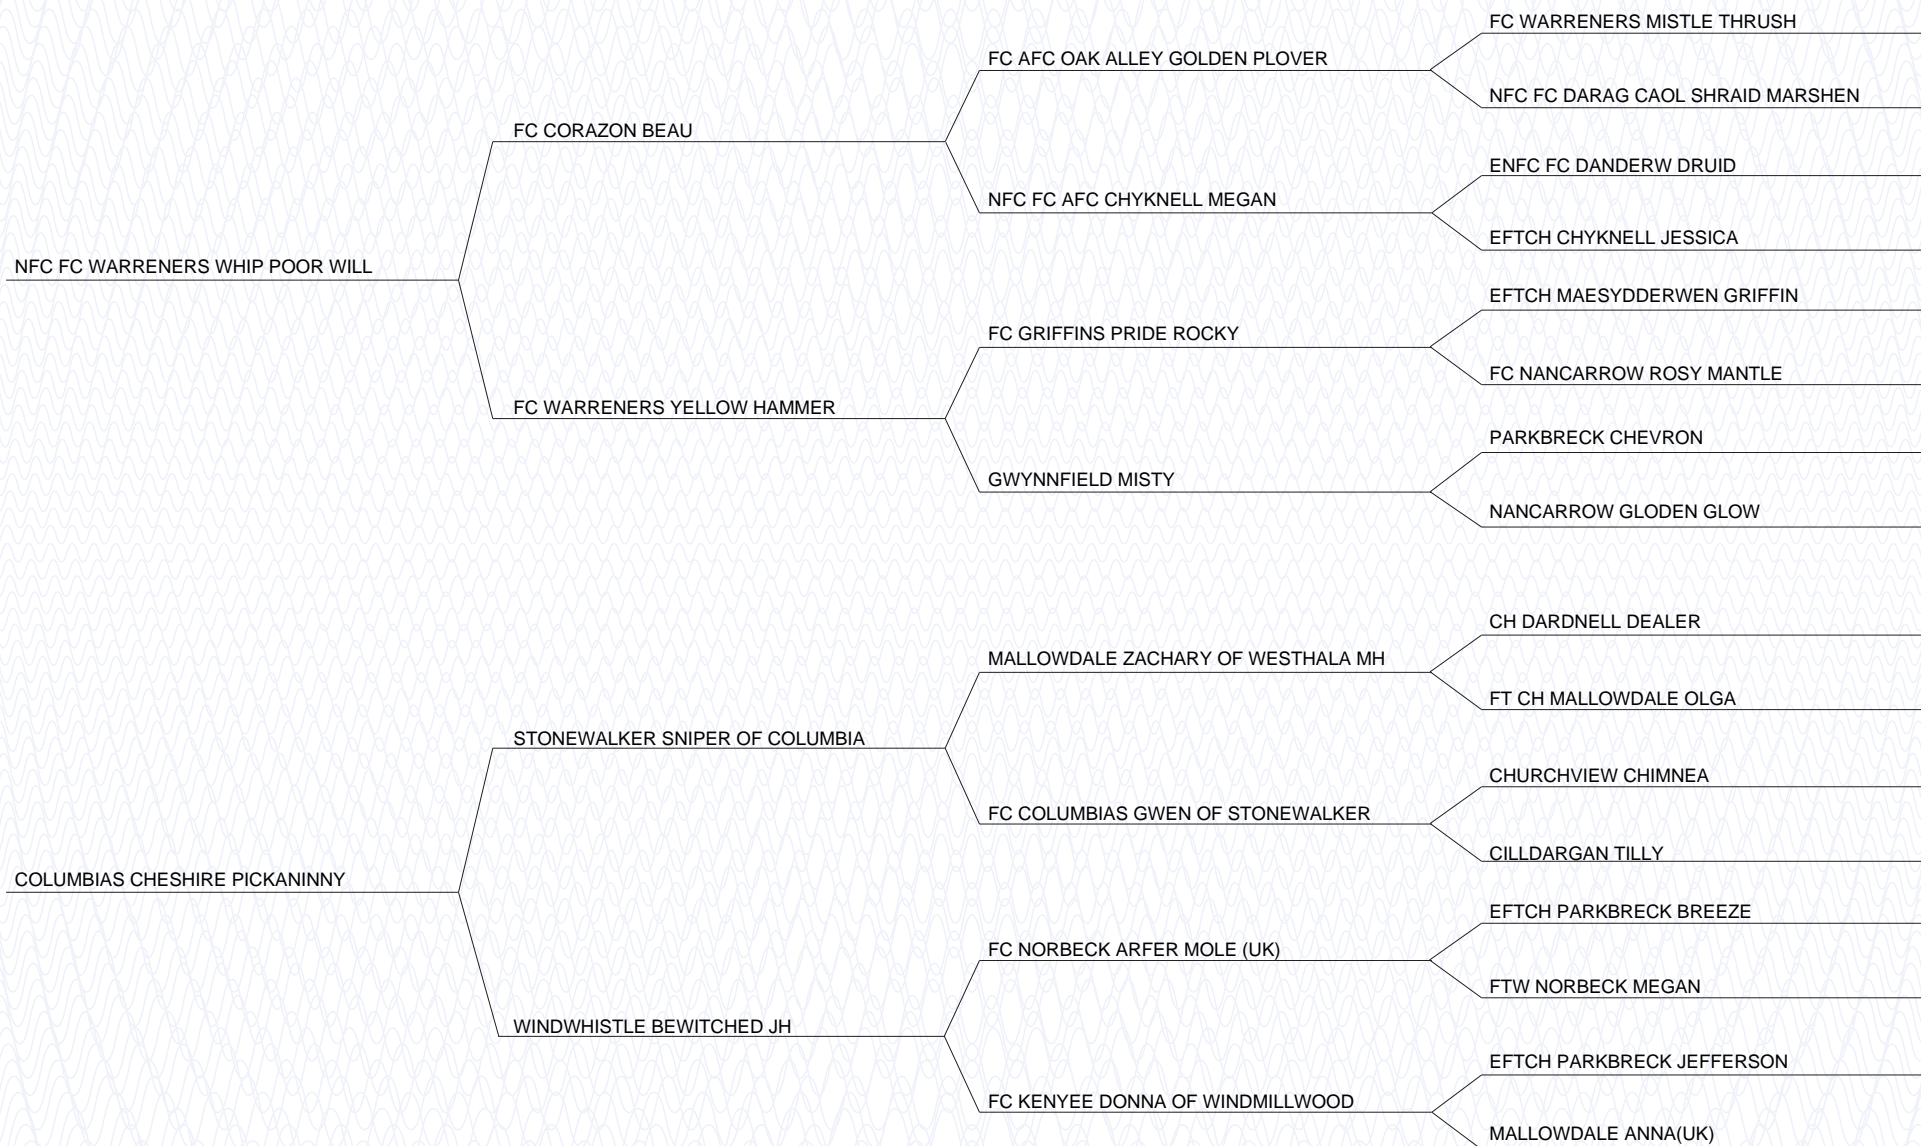 FC WARRENERS MISTLE THRUSH
FC AFC OAK ALLEY GOLDEN PLOVER
NFC FC DARAG CAOL SHRAID MARSHEN
FC CORAZON BEAU
ENFC FC DANDERW DRUID
NFC FC AFC CHYKNELL MEGAN
EFTCH CHYKNELL JESSICA
NFC FC WARRENERS WHIP POOR WILL
EFTCH MAESYDDERWEN GRIFFIN
FC GRIFFINS PRIDE ROCKY
FC NANCARROW ROSY MANTLE
FC WARRENERS YELLOW HAMMER
PARKBRECK CHEVRON
GWYNNFIELD MISTY
NANCARROW GLODEN GLOW
CH DARDNELL DEALER
MALLOWDALE ZACHARY OF WESTHALA MH
FT CH MALLOWDALE OLGA
STONEWALKER SNIPER OF COLUMBIA
CHURCHVIEW CHIMNEA
FC COLUMBIAS GWEN OF STONEWALKER
CILLDARGAN TILLY
COLUMBIAS CHESHIRE PICKANINNY
EFTCH PARKBRECK BREEZE
FC NORBECK ARFER MOLE (UK)
FTW NORBECK MEGAN
WINDWHISTLE BEWITCHED JH
EFTCH PARKBRECK JEFFERSON
FC KENYEE DONNA OF WINDMILLWOOD
MALLOWDALE ANNA(UK)